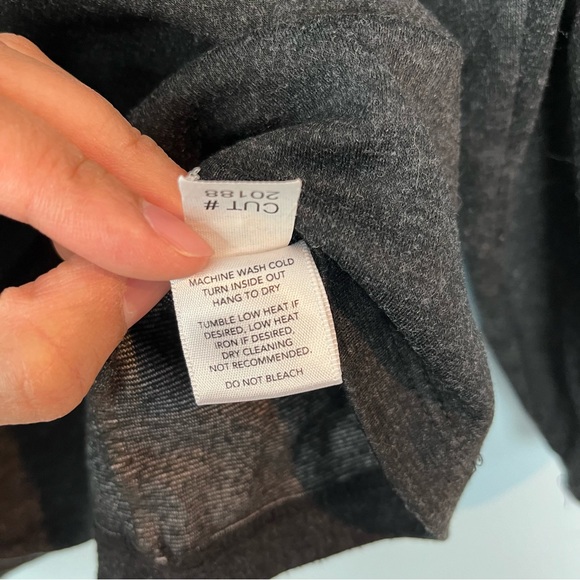 CUT #
20188
MACHINE WASH COLD
TURN INSIDE OUT
HANG TO DRY
TUMBLE LOW HEAT IF
DESIRED, LOW HEAT
IRON IF DESIRED,
DRY CLEANING
NOT RECOMMENDED.
DO NOT BLEACH